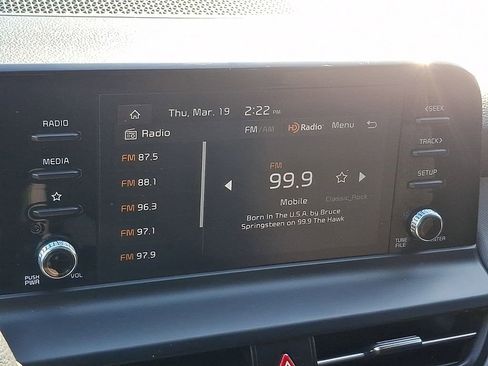 Thu, Mar. 19 2:22 PM
Radio FM/AM HD Radio Menu
RADIO
MEDIA
FM 87.5
FM 88.1
FM 96.3
FM 97.1
FM 97.9
FM
99.9
Mobile
Classic_Rock
Born In The U.S.A. by Bruce
Springsteen on 99.9 The Hawk
<SEEK
TRACK>
SETUP
PUSH
PWR
VOL
TUNE
FILE
ENTER